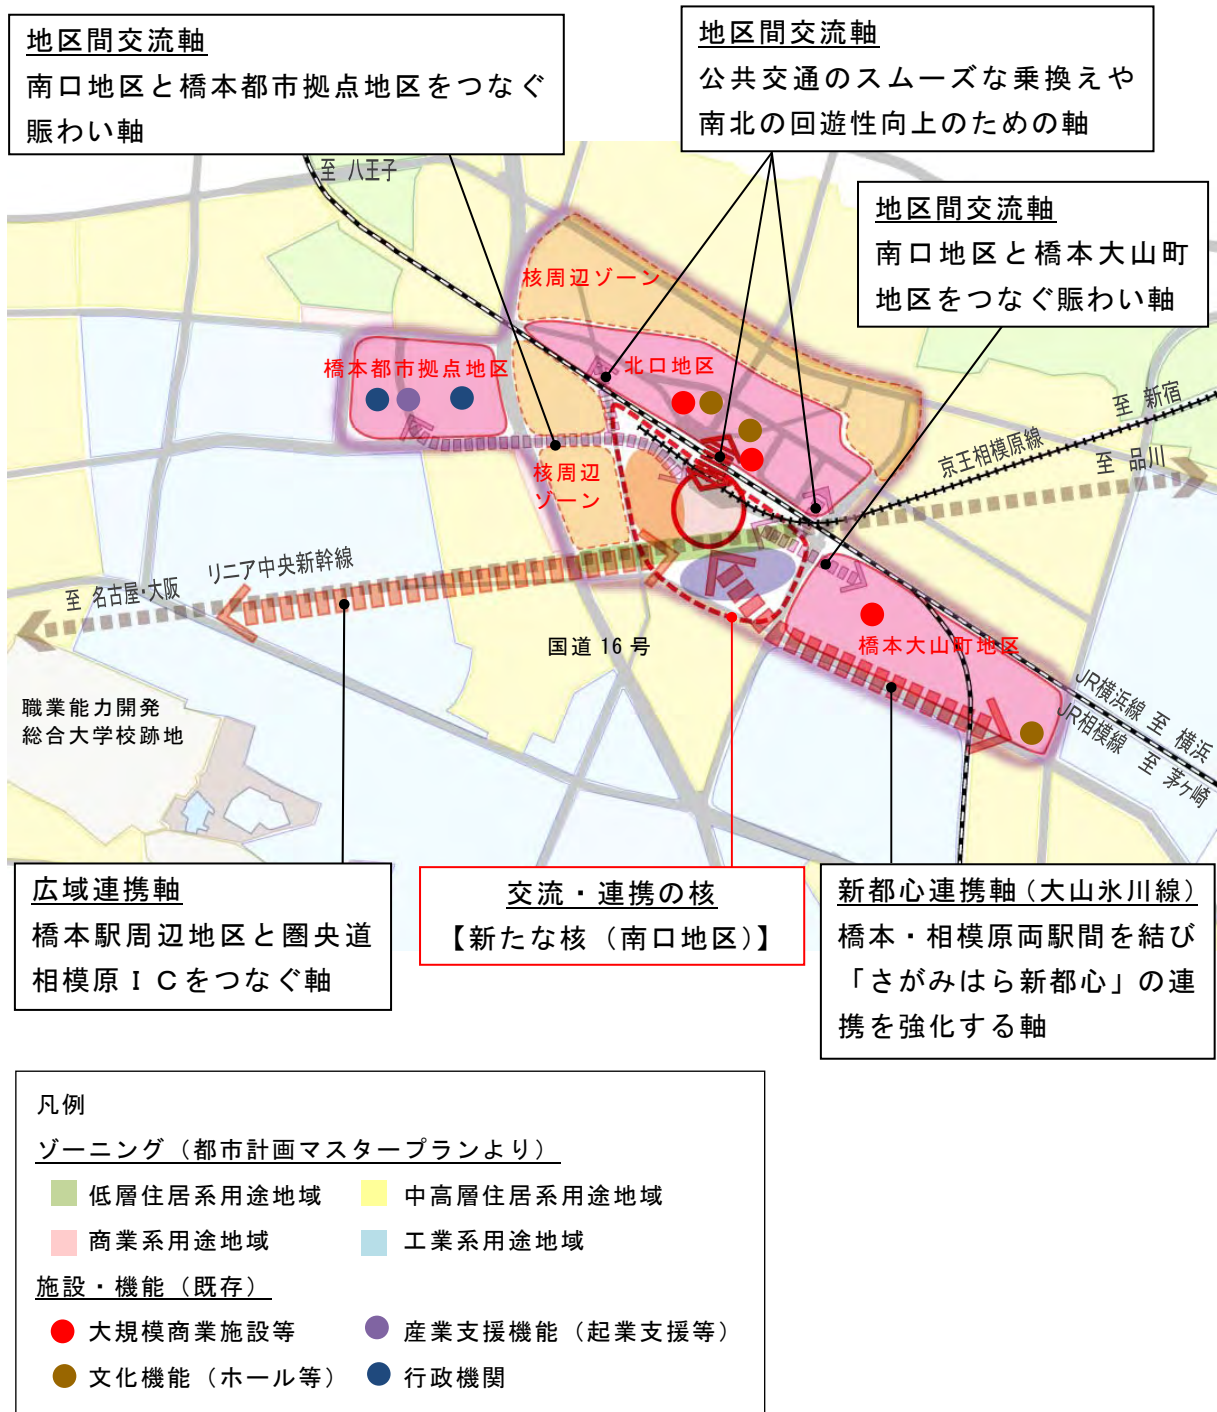 地区間交流軸
南口地区と橋本都市拠点地区をつなぐ
賑わい軸
地区間交流軸
公共交通のスムーズな乗換えや
南北の回遊性向上のための軸
地区間交流軸
南口地区と橋本大山町
地区をつなぐ賑わい軸
至 八王子
核周辺ゾーン
橋本都市拠点地区
北口地区
至 新宿
京王相模原線
至 品川
核周辺
ゾーン
リニア中央新幹線
至 名古屋・大阪
国道16号
橋本大山町地区
職業能力開発
総合大学校跡地
JR横浜線 至 横浜
JR相模線 至 茅ヶ崎
広域連携軸
橋本駅周辺地区と圏央道
相模原ＩＣをつなぐ軸
交流・連携の核
【新たな核（南口地区）】
新都心連携軸（大山氷川線）
橋本・相模原両駅間を結び
「さがみはら新都心」の連
携を強化する軸
凡例
ゾーニング（都市計画マスタープランより）
低層住居系用途地域 中高層住居系用途地域
商業系用途地域 工業系用途地域
施設・機能（既存）
大規模商業施設等 産業支援機能（起業支援等）
文化機能（ホール等） 行政機関